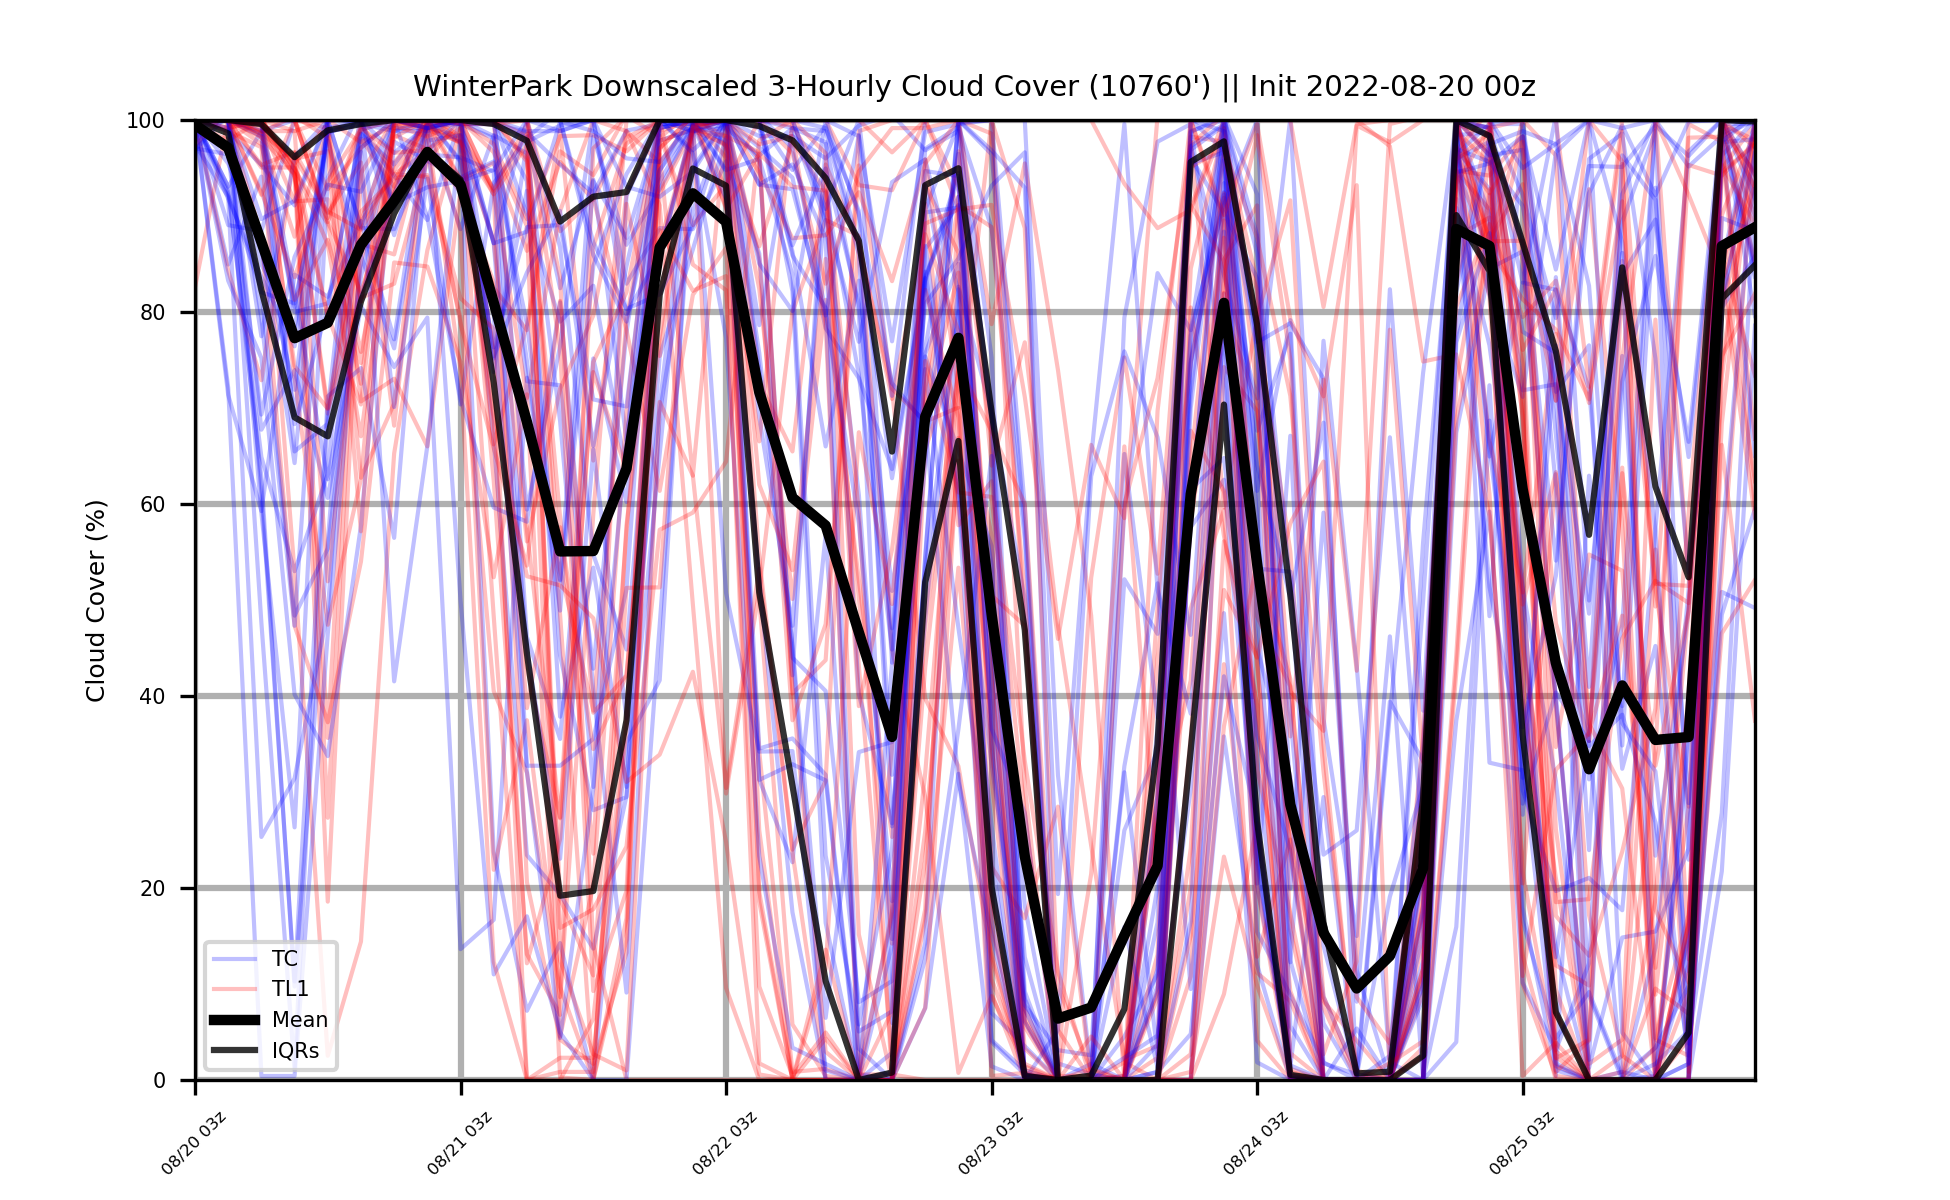 WinterPark Downscaled 3-Hourly Cloud Cover (10760') || Init 2022-08-20 00z
Cloud Cover (%)
100
80
60
40
20
0
TC
TL1
Mean
IQRs
08/20 03z
08/21 03z
08/22 03z
08/23 03z
08/24 03z
08/25 03z